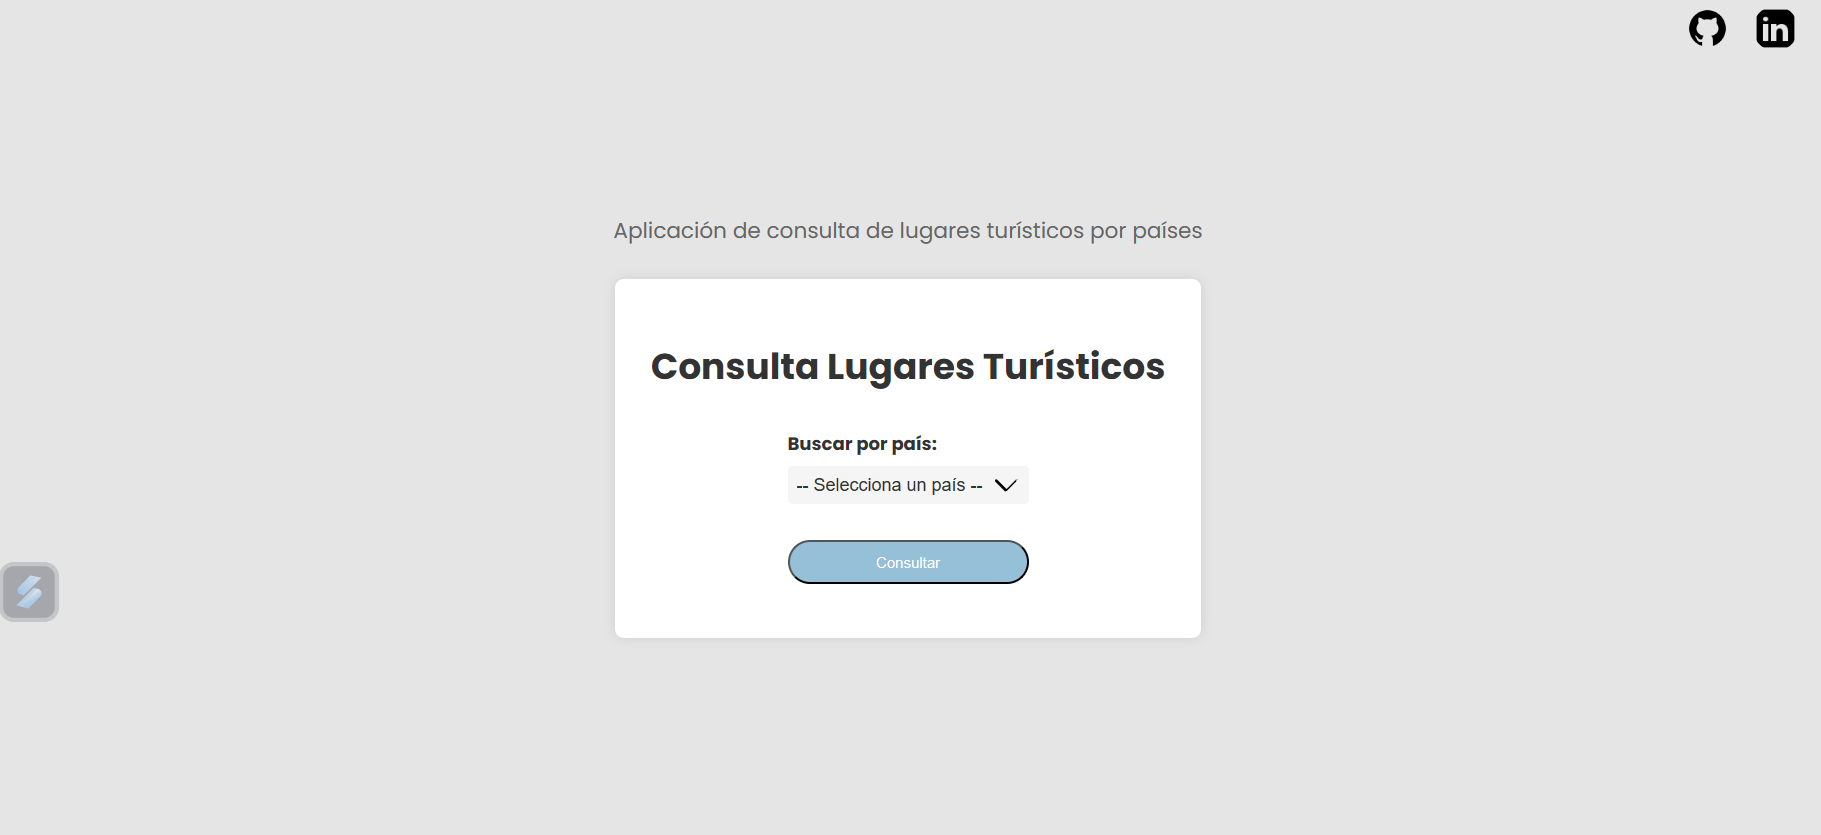 Aplicación de consulta de lugares turísticos por países
Consulta Lugares Turísticos
Buscar por país:
-- Selecciona un país --
Consultar